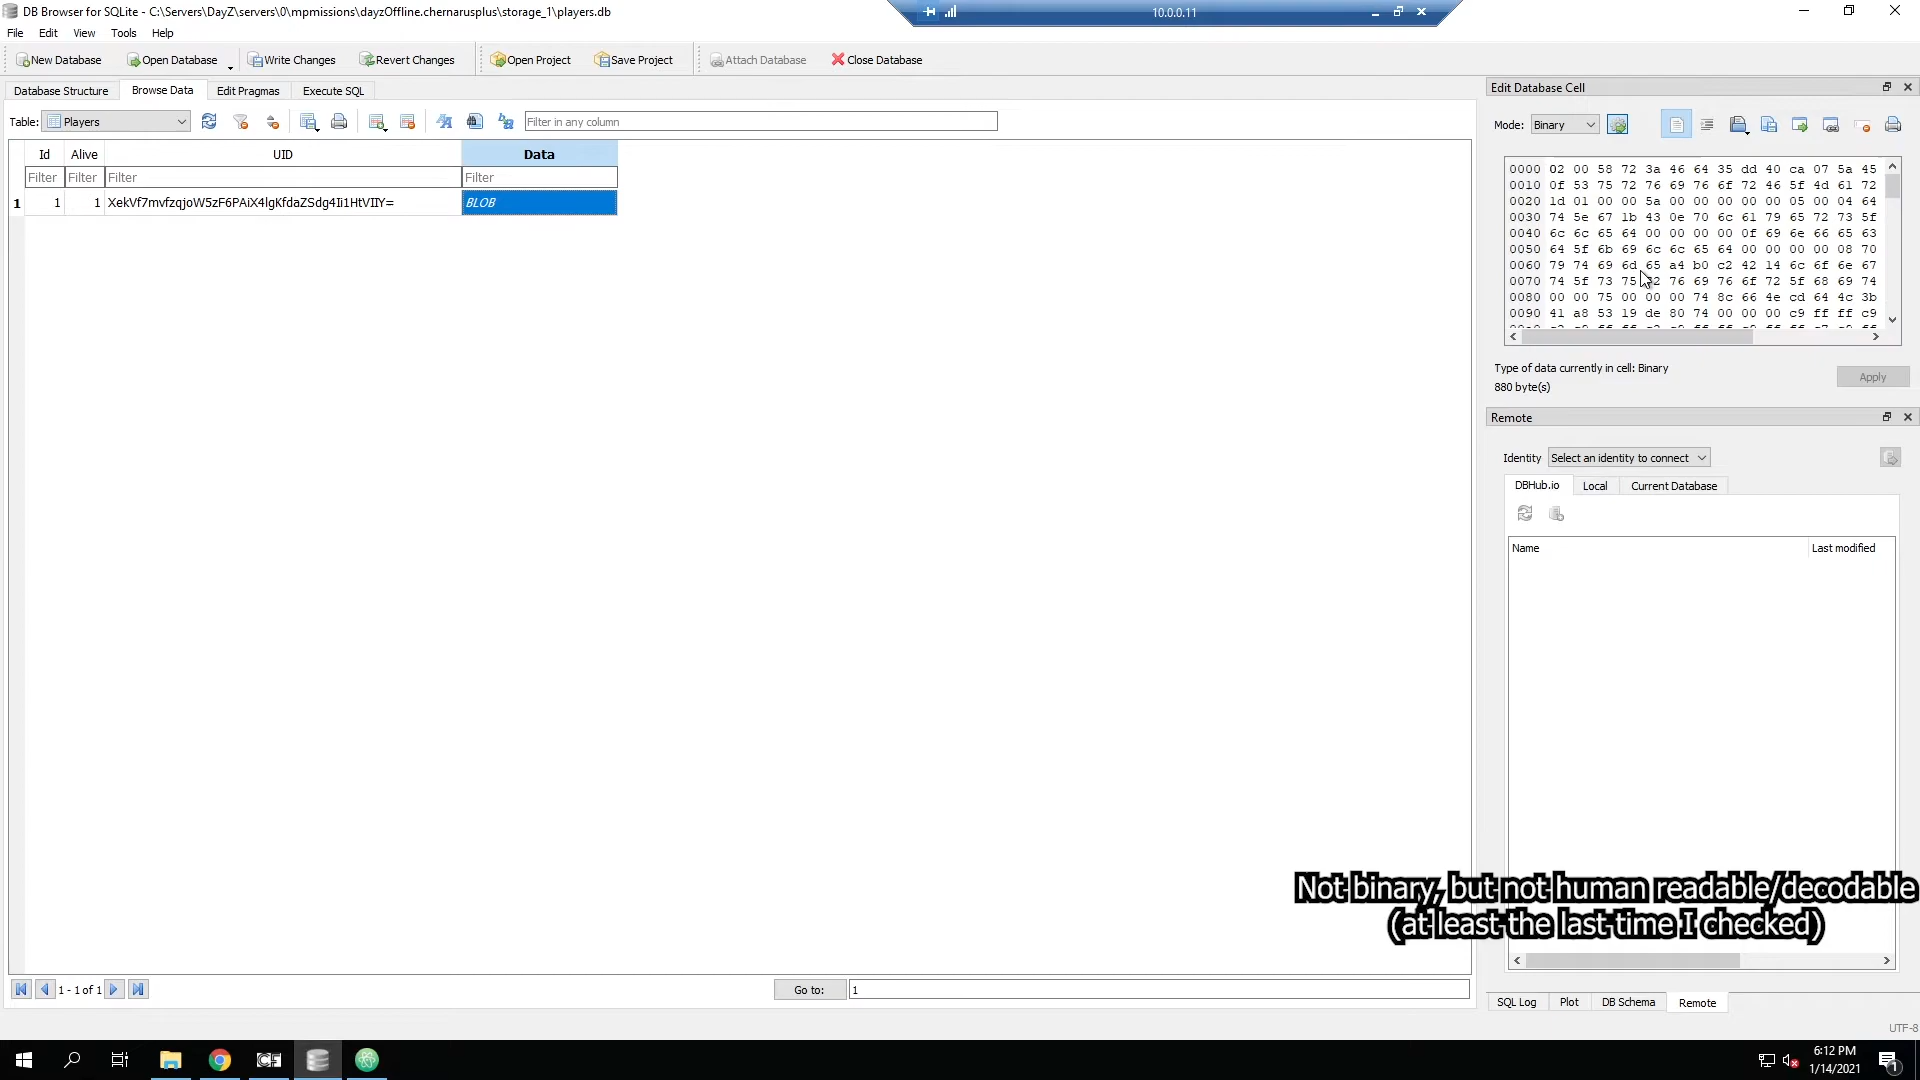 DB Browser for SQLite - C:\Servers\DayZ\servers\0\mpmissions\dayzOffline.chernarusplus\storage_1\players.db
10.0.0.11
File Edit View Tools Help
New Database Open Database Write Changes Revert Changes Open Project Save Project Attach Database Close Database
Database Structure Browse Data Edit Pragmas Execute SQL
Table: Players Filter in any column
Id Alive UID Data
Filter Filter Filter Filter
1 1 1 XekVf7mvfzqjoW5zF6PAiX4lgKfdaZSdg4Ii1HtVIIY= BLOB
1 - 1 of 1 Go to: 1
Edit Database Cell
Mode: Binary
0000 02 00 58 72 3a 46 64 35 dd 40 ca 07 5a 45
0010 0f 53 75 72 76 69 76 6f 72 46 5f 4d 61 72
0020 1d 01 00 00 5a 00 00 00 00 00 05 00 04 64
0030 74 5e 67 1b 43 0e 70 6c 61 79 65 72 73 5f
0040 6c 6c 65 64 00 00 00 00 0f 69 6e 66 65 63
0050 64 5f 6b 69 6c 6c 65 64 00 00 00 00 08 70
0060 79 74 69 6d 65 a4 b0 c2 42 14 6c 6f 6e 67
0070 74 5f 73 75 72 76 69 76 6f 72 5f 68 69 74
0080 00 00 75 00 00 00 74 8c 66 4e cd 64 4c 3b
0090 41 a8 53 19 de 80 74 00 00 00 c9 ff ff c9
Type of data currently in cell: Binary
880 byte(s)
Apply
Remote
Identity Select an identity to connect
DBHub.io Local Current Database
Name Last modified
Not binary, but not human readable/decodable
(at least the last time I checked)
SQL Log Plot DB Schema Remote
UTF-8
CF
6:12 PM
1/14/2021
1